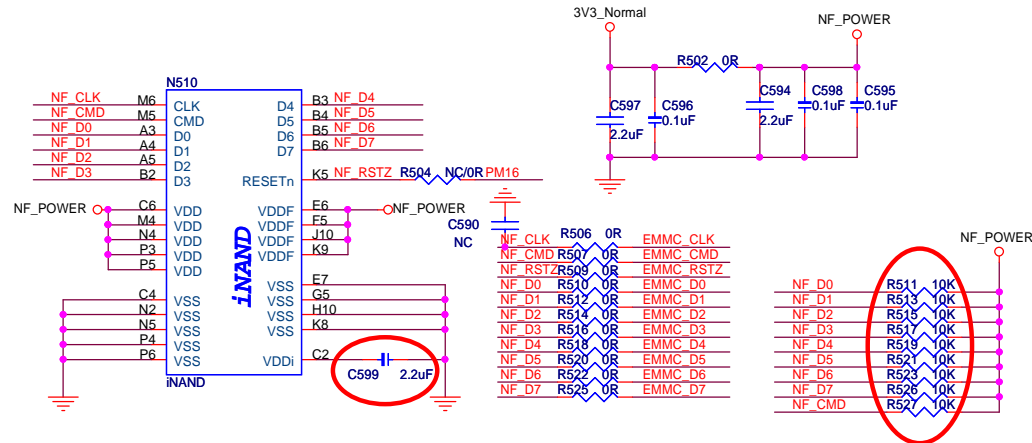 3V3_Normal
NF_POWER
R502 0R
C597
2.2uF
C596
0.1uF
C594
2.2uF
C598
0.1uF
C595
0.1uF
N510
NF_CLK M6 CLK
NF_CMD M5 CMD
NF_D0 A3 D0
NF_D1 A4 D1
NF_D2 A5 D2
NF_D3 B2 D3
D4 B3 NF_D4
D5 B4 NF_D5
D6 B5 NF_D6
D7 B6 NF_D7
RESETn K5 NF_RSTZ R504 NC/0R PM16
NF_POWER
C6 VDD
M4 VDD
N4 VDD
P3 VDD
P5 VDD
VDDF E6 NF_POWER
VDDF F5
VDDF J10
VDDF K9
iNAND
C4 VSS
N2 VSS
N5 VSS
P4 VSS
P6 VSS
VSS E7
VSS G5
VSS H10
VSS K8
VDDi C2
C599 2.2uF
iNAND
C590
NC
NF_CLK R506 0R EMMC_CLK
NF_CMD R507 0R EMMC_CMD
NF_RSTZ R509 0R EMMC_RSTZ
NF_D0 R510 0R EMMC_D0
NF_D1 R512 0R EMMC_D1
NF_D2 R514 0R EMMC_D2
NF_D3 R516 0R EMMC_D3
NF_D4 R518 0R EMMC_D4
NF_D5 R520 0R EMMC_D5
NF_D6 R522 0R EMMC_D6
NF_D7 R525 0R EMMC_D7
NF_POWER
NF_D0 R511 10K
NF_D1 R513 10K
NF_D2 R515 10K
NF_D3 R517 10K
NF_D4 R519 10K
NF_D5 R521 10K
NF_D6 R523 10K
NF_D7 R526 10K
NF_CMD R527 10K